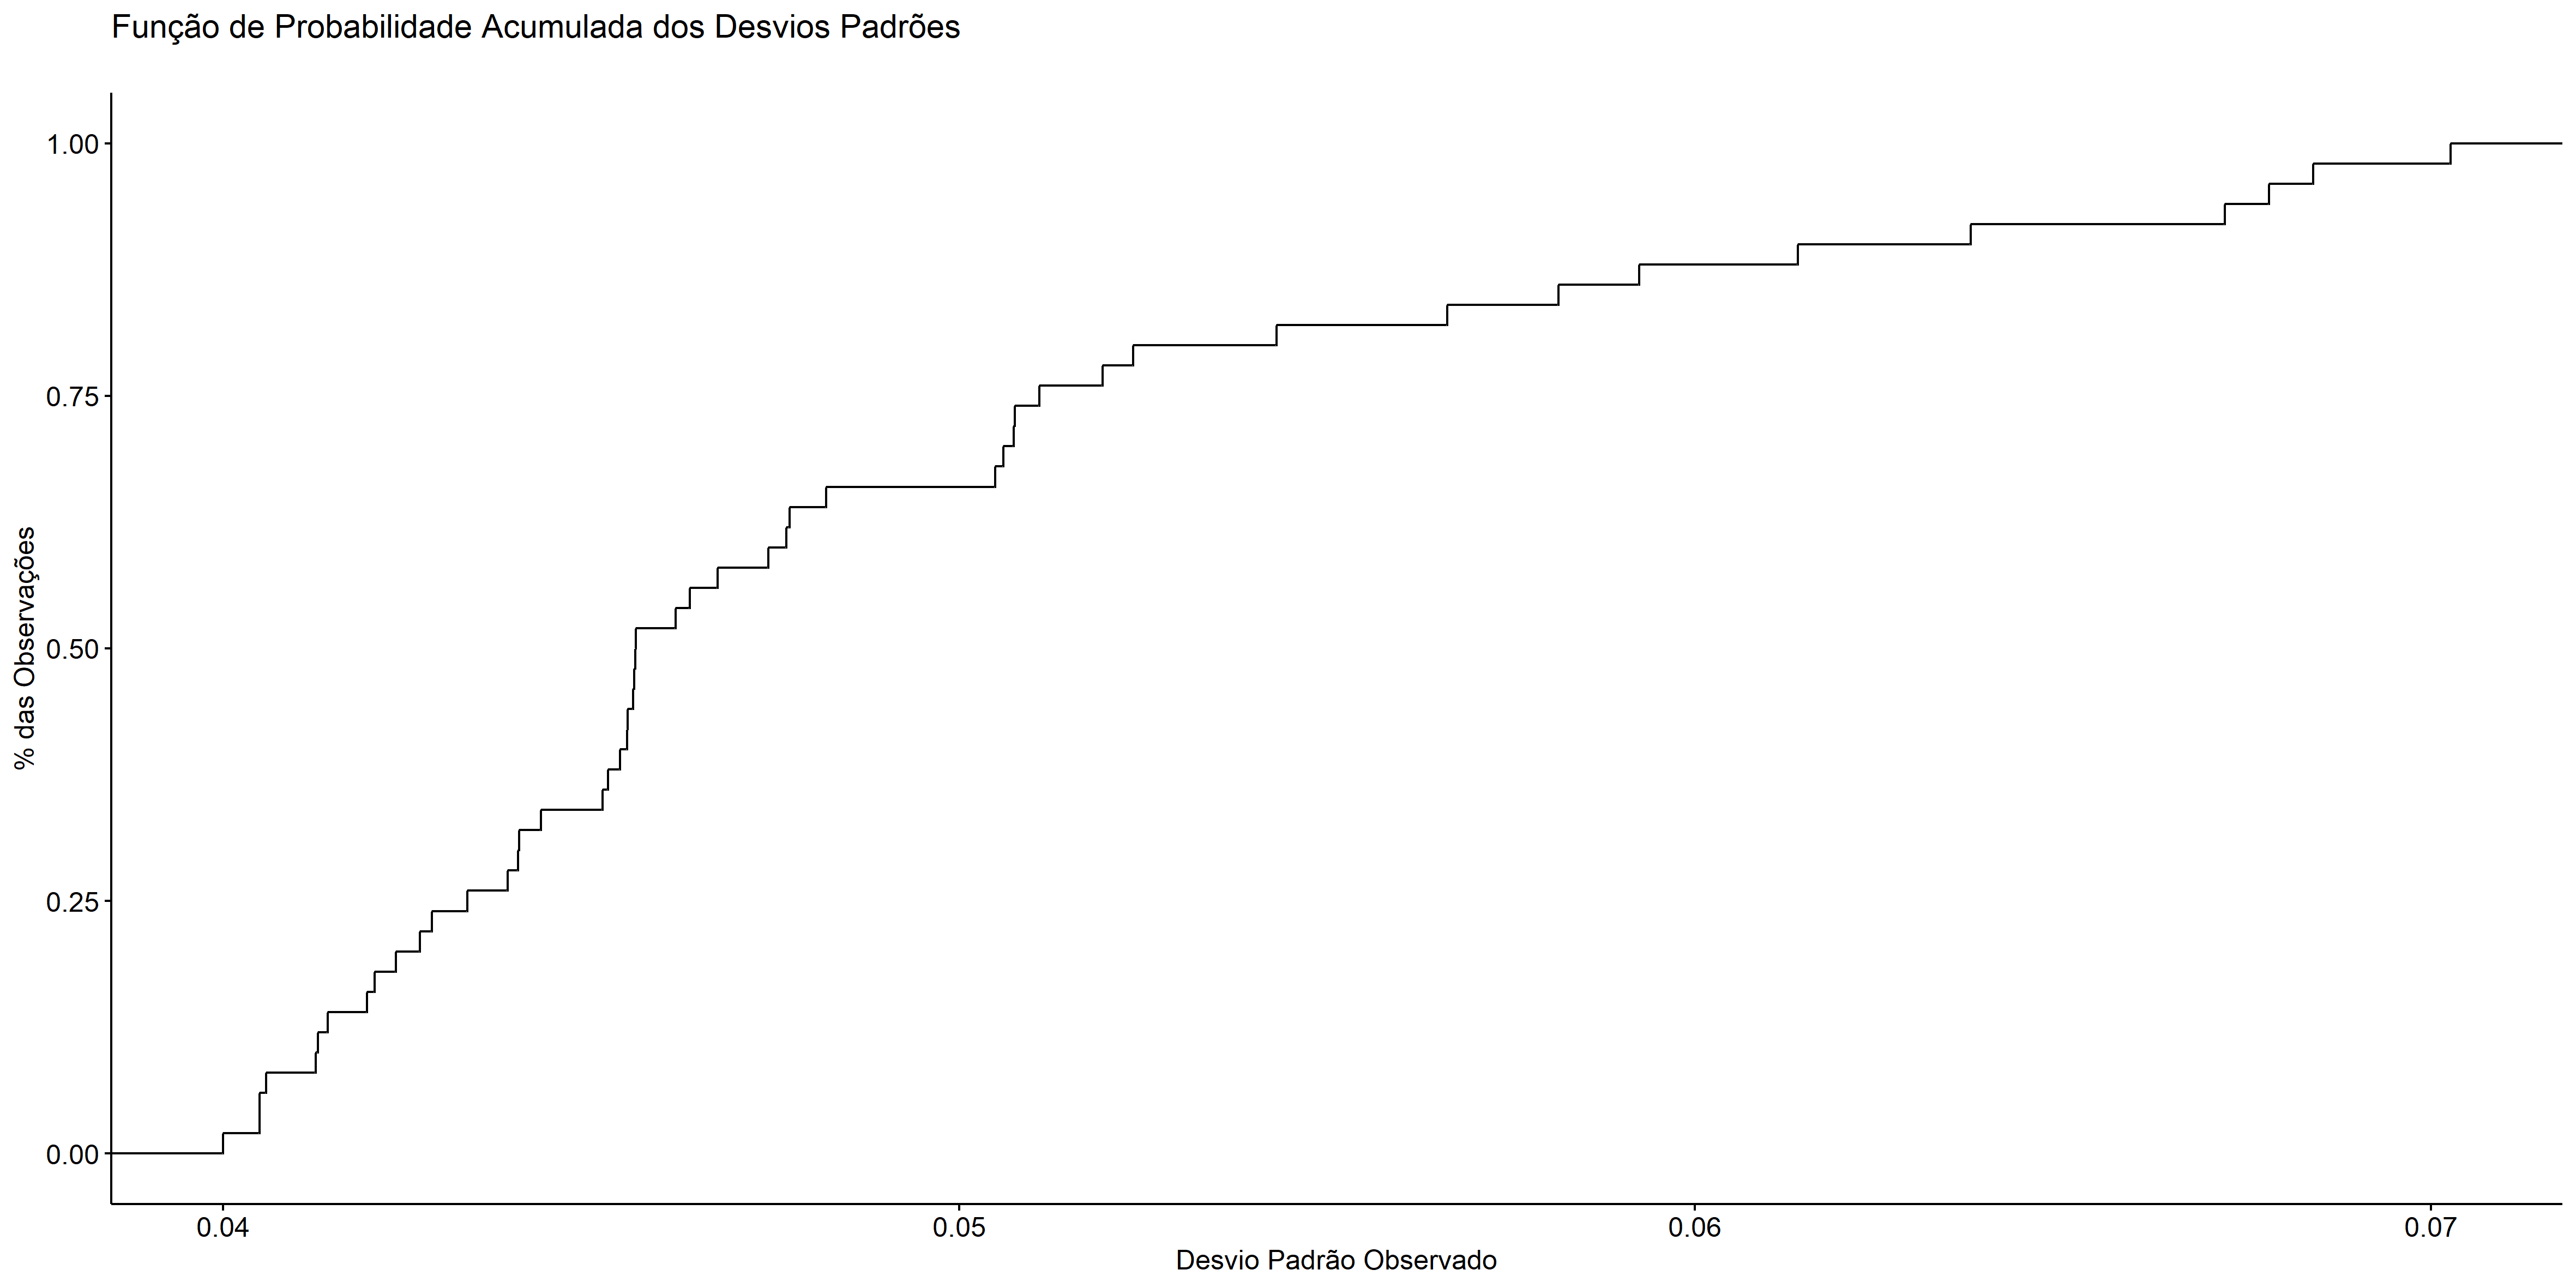 Função de Probabilidade Acumulada dos Desvios Padrões
1.00
0.75
0.50
0.25
0.00
% das Observações
0.04 0.05 0.06 0.07
Desvio Padrão Observado